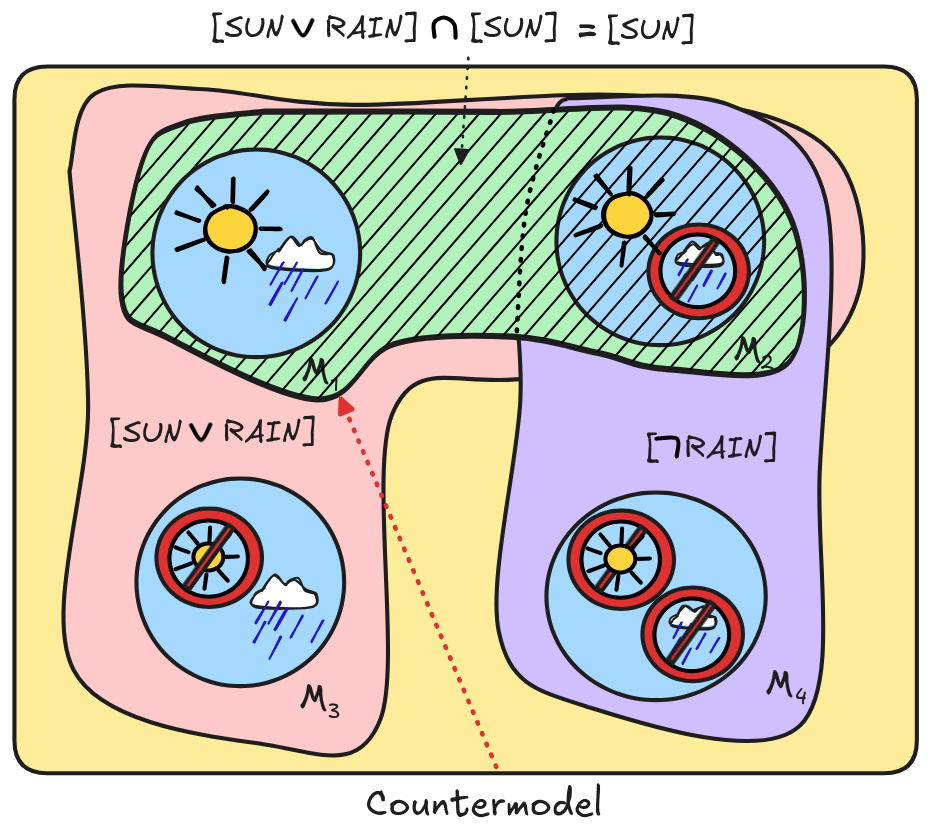 [SUN ∨ RAIN] ∩ [SUN] = [SUN]
M₁
M₂
[SUN ∨ RAIN]
[¬RAIN]
M₃
M₄
Countermodel